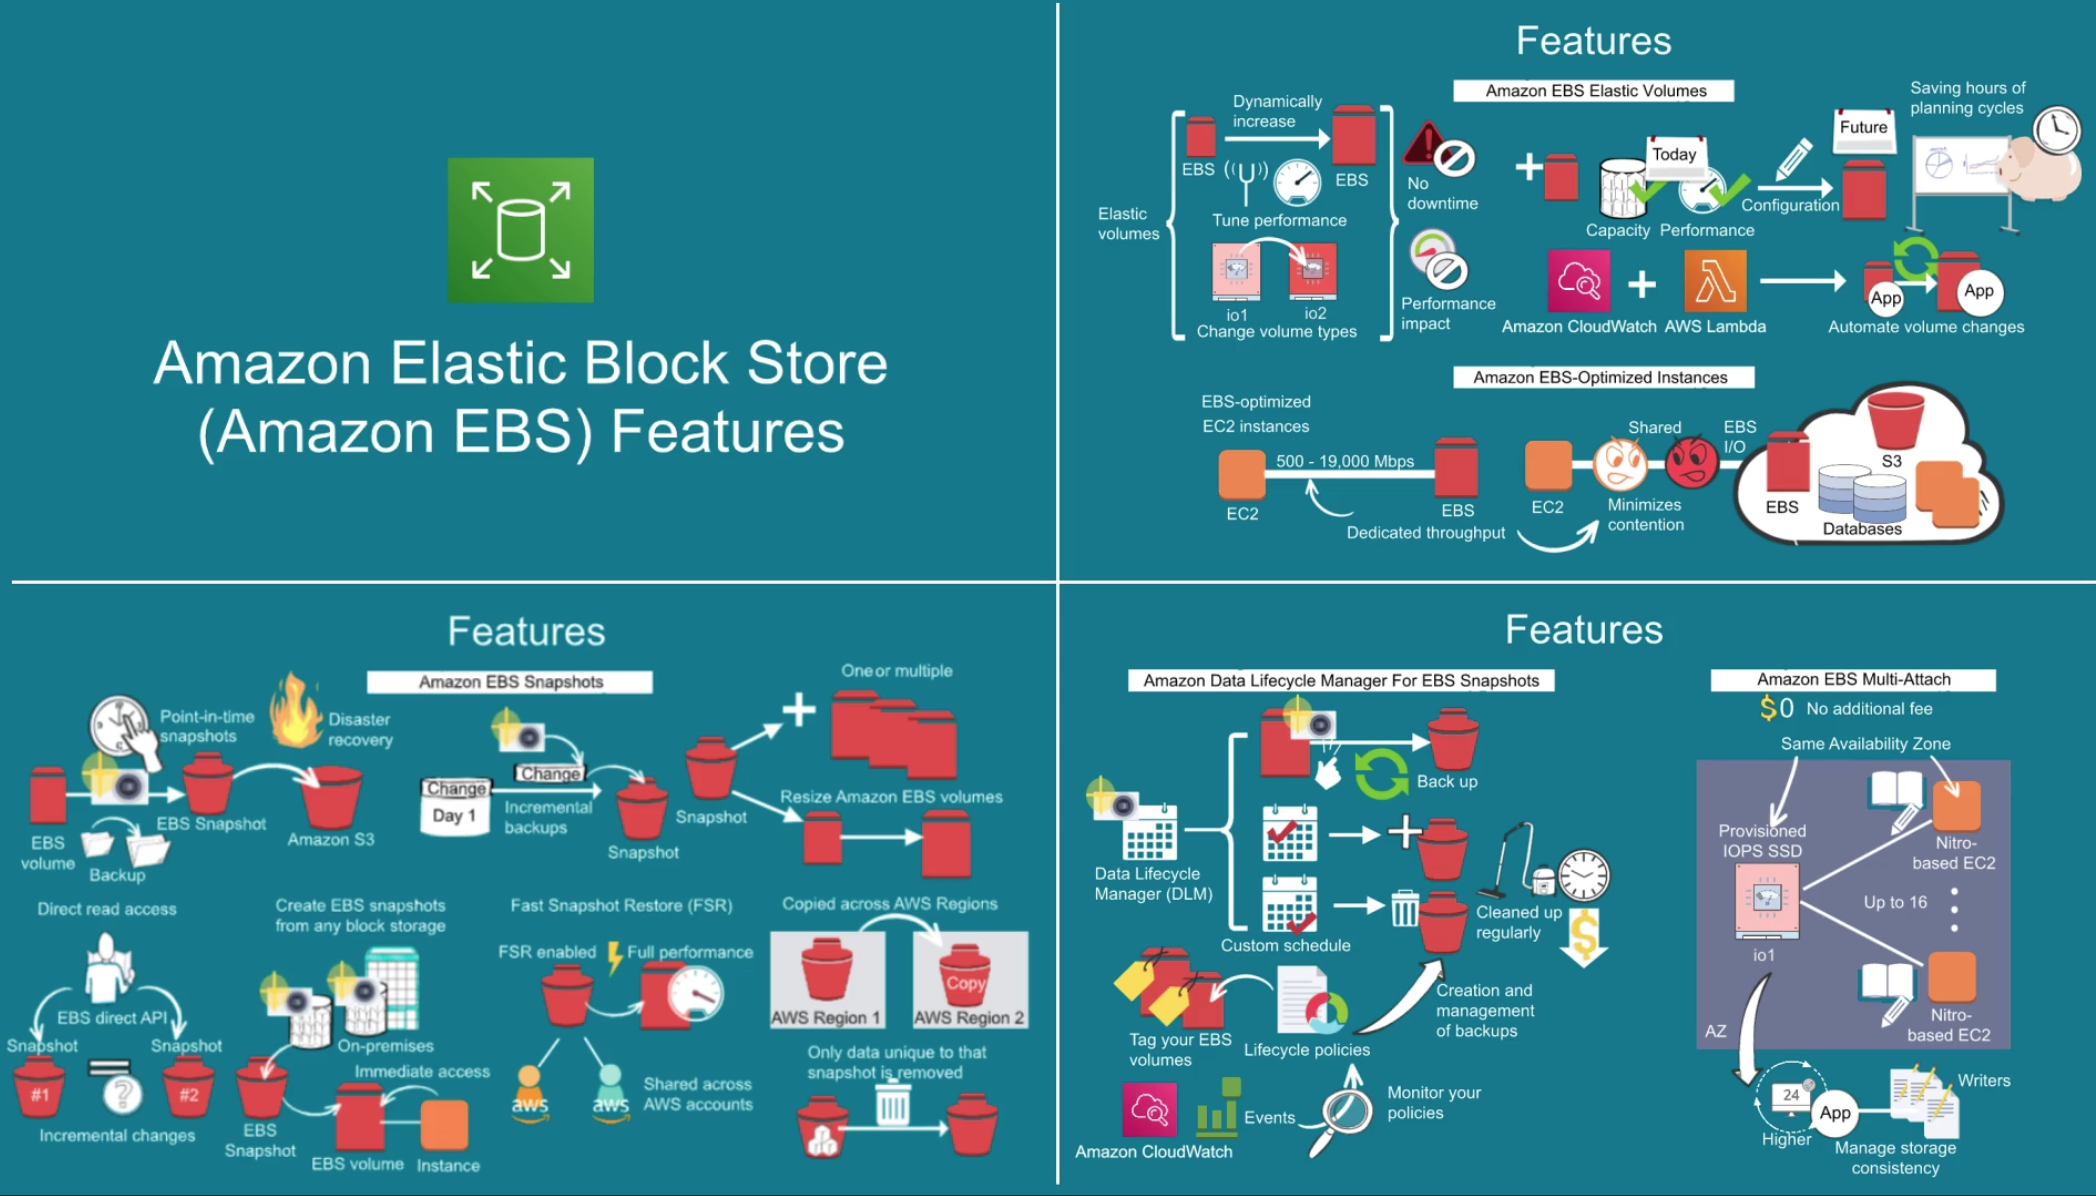 Amazon Elastic Block Store
(Amazon EBS) Features
Features
Amazon EBS Elastic Volumes
Elastic
volumes
Dynamically
increase
EBS
EBS
Tune performance
io1
io2
Change volume types
No
downtime
Performance
impact
+
Today
Capacity
Performance
Configuration
Future
Saving hours of
planning cycles
Amazon CloudWatch
+
AWS Lambda
App
App
Automate volume changes
Amazon EBS-Optimized Instances
EBS-optimized
EC2 instances
500 - 19,000 Mbps
EC2
EBS
Dedicated throughput
EC2
Shared
Minimizes
contention
EBS
I/O
EBS
S3
Databases
Features
Amazon EBS Snapshots
Point-in-time
snapshots
Disaster
recovery
EBS
volume
Backup
EBS Snapshot
Amazon S3
Change
Day 1
Change
Incremental
backups
Snapshot
Snapshot
One or multiple
+
Resize Amazon EBS volumes
Direct read access
EBS direct API
Snapshot
Snapshot
#1
?
#2
Incremental changes
Create EBS snapshots
from any block storage
On-premises
Immediate access
EBS
Snapshot
EBS volume
Instance
Fast Snapshot Restore (FSR)
FSR enabled
Full performance
aws
aws
Shared across
AWS accounts
Copied across AWS Regions
Copy
AWS Region 1
AWS Region 2
Only data unique to that
snapshot is removed
Features
Amazon Data Lifecycle Manager For EBS Snapshots
Data Lifecycle
Manager (DLM)
Back up
+
Custom schedule
Cleaned up
regularly
$
Tag your EBS
volumes
Lifecycle policies
Creation and
management
of backups
Amazon CloudWatch
Events
Monitor your
policies
Amazon EBS Multi-Attach
$0 No additional fee
Same Availability Zone
Provisioned
IOPS SSD
io1
Nitro-
based EC2
Up to 16
Nitro-
based EC2
AZ
24
Higher
App
Writers
Manage storage
consistency